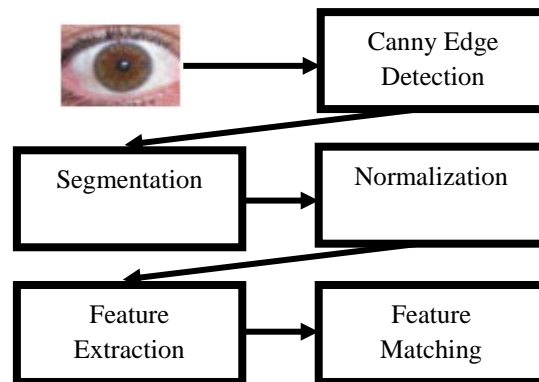 Canny Edge
Detection
Segmentation
Normalization
Feature
Extraction
Feature
Matching